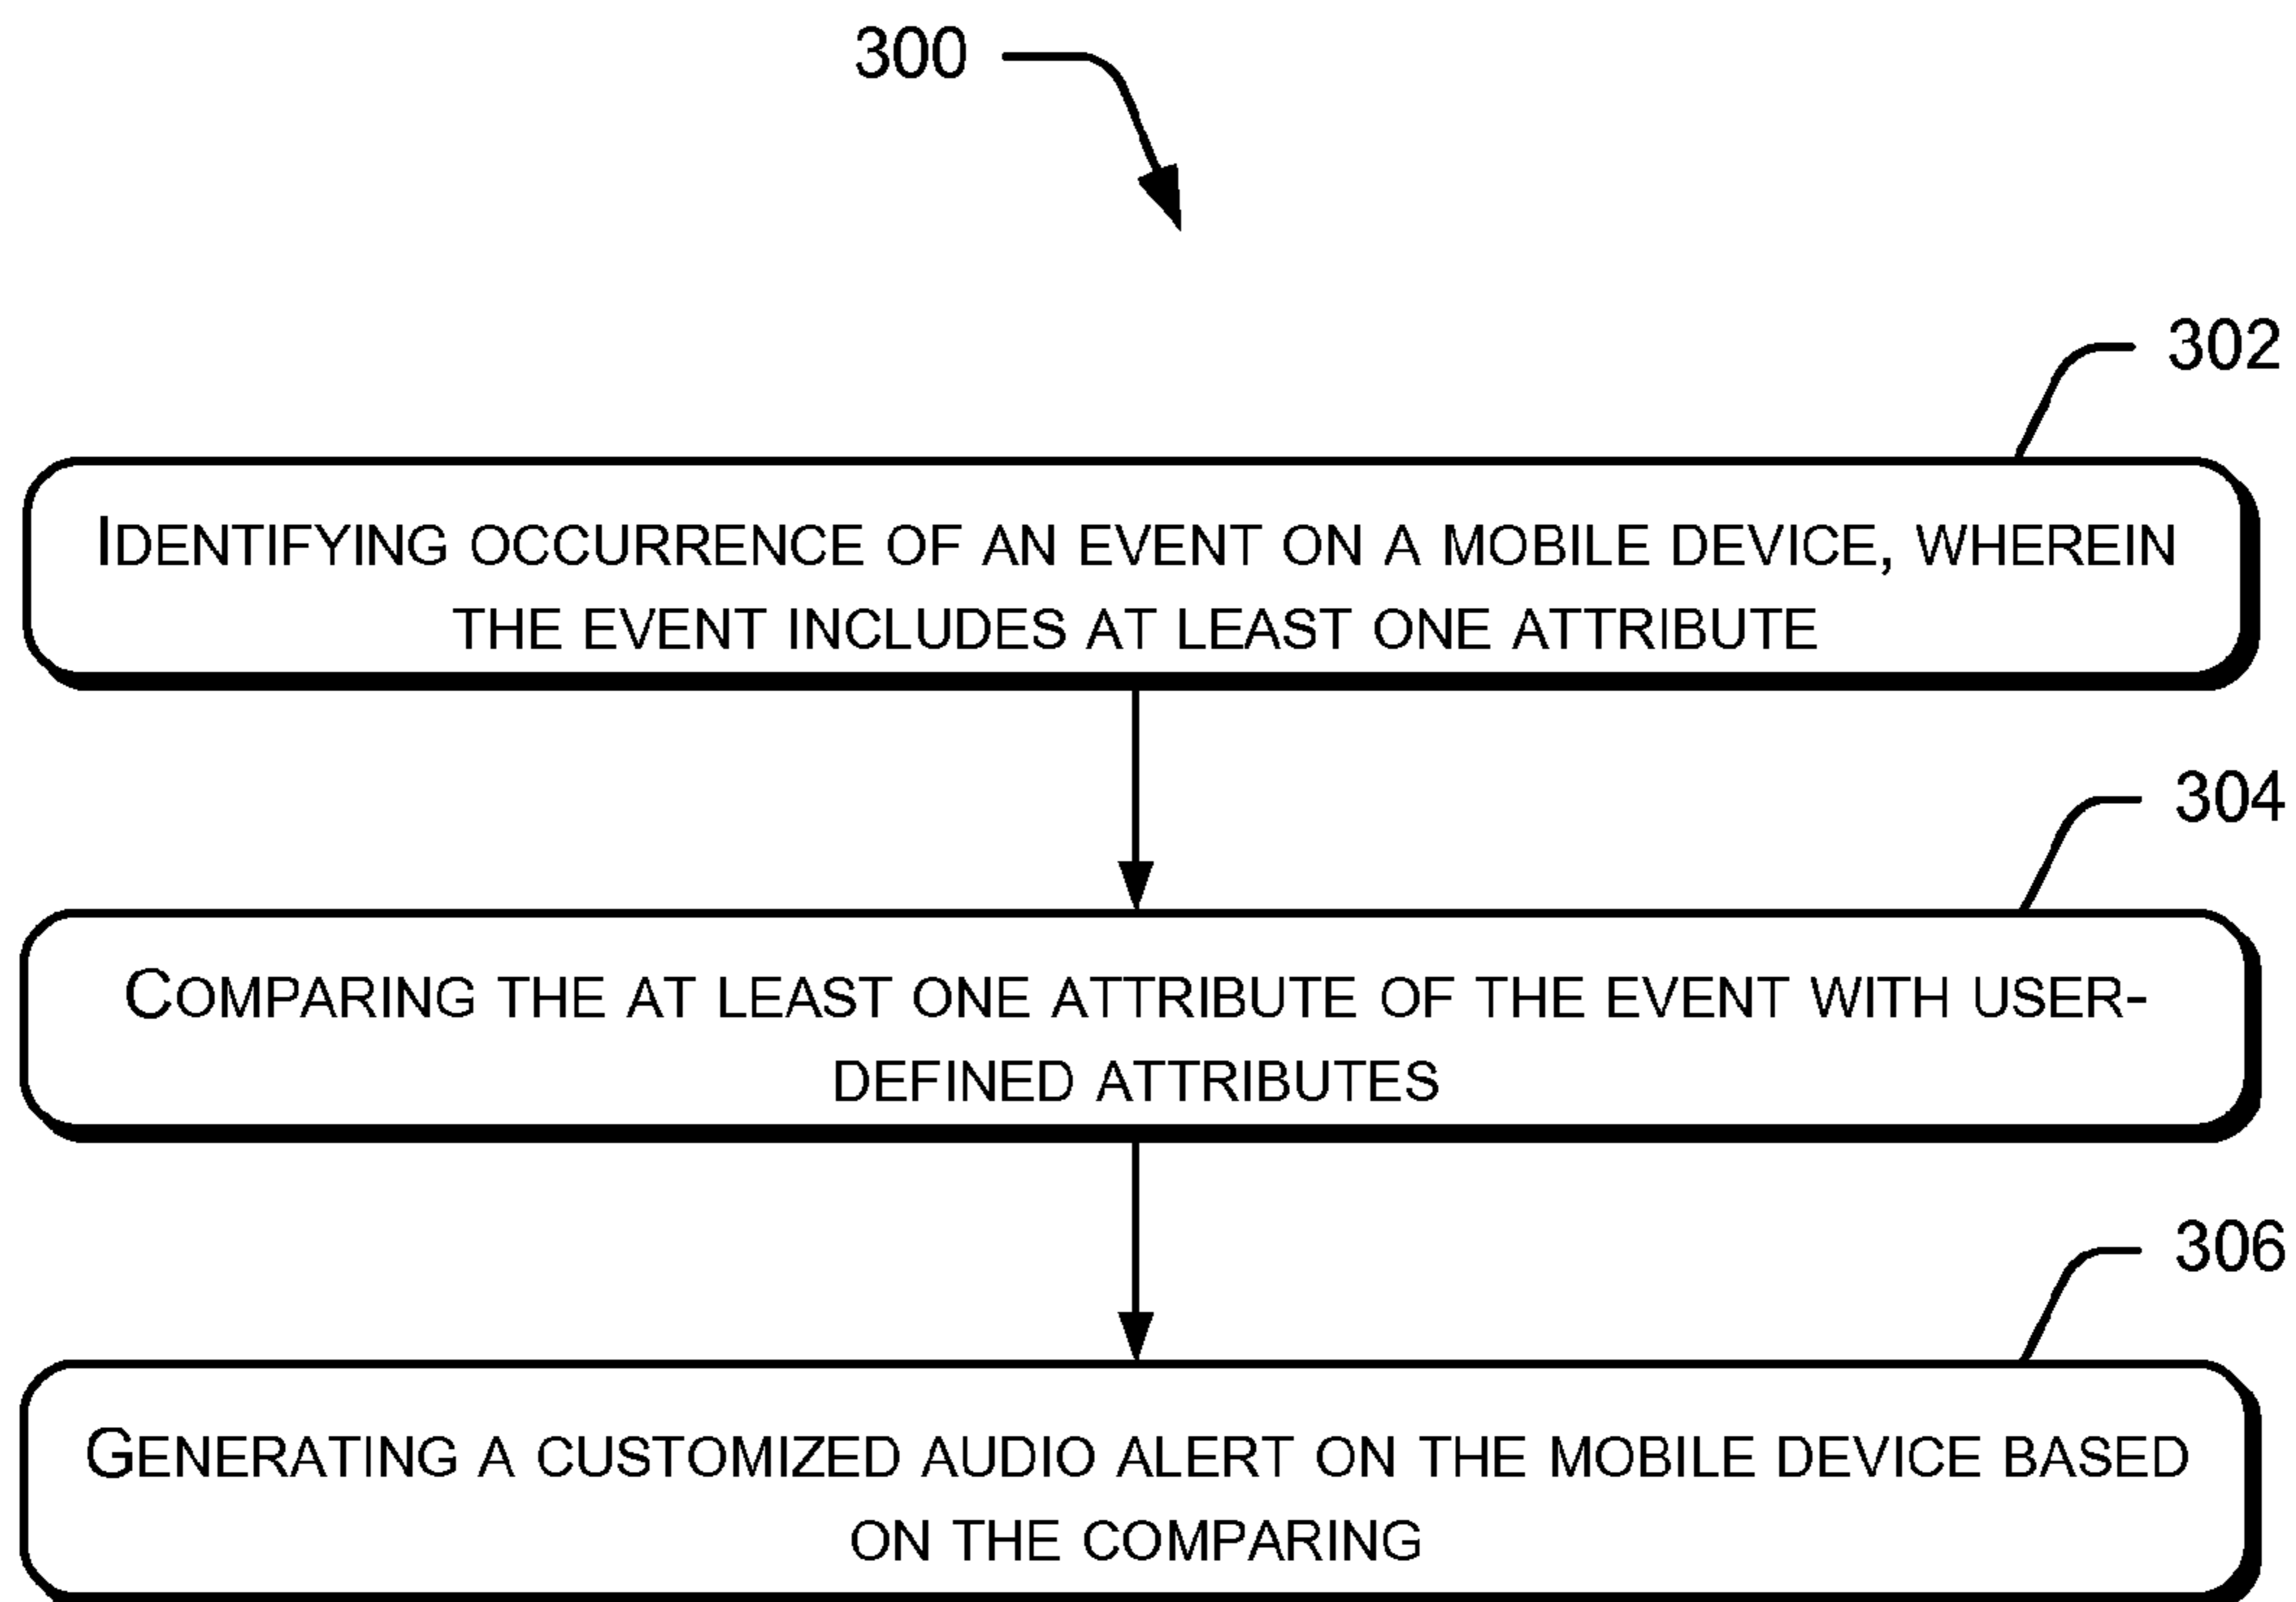 300
302
IDENTIFYING OCCURRENCE OF AN EVENT ON A MOBILE DEVICE, WHEREIN
THE EVENT INCLUDES AT LEAST ONE ATTRIBUTE
304
COMPARING THE AT LEAST ONE ATTRIBUTE OF THE EVENT WITH USER-
DEFINED ATTRIBUTES
306
GENERATING A CUSTOMIZED AUDIO ALERT ON THE MOBILE DEVICE BASED
ON THE COMPARING